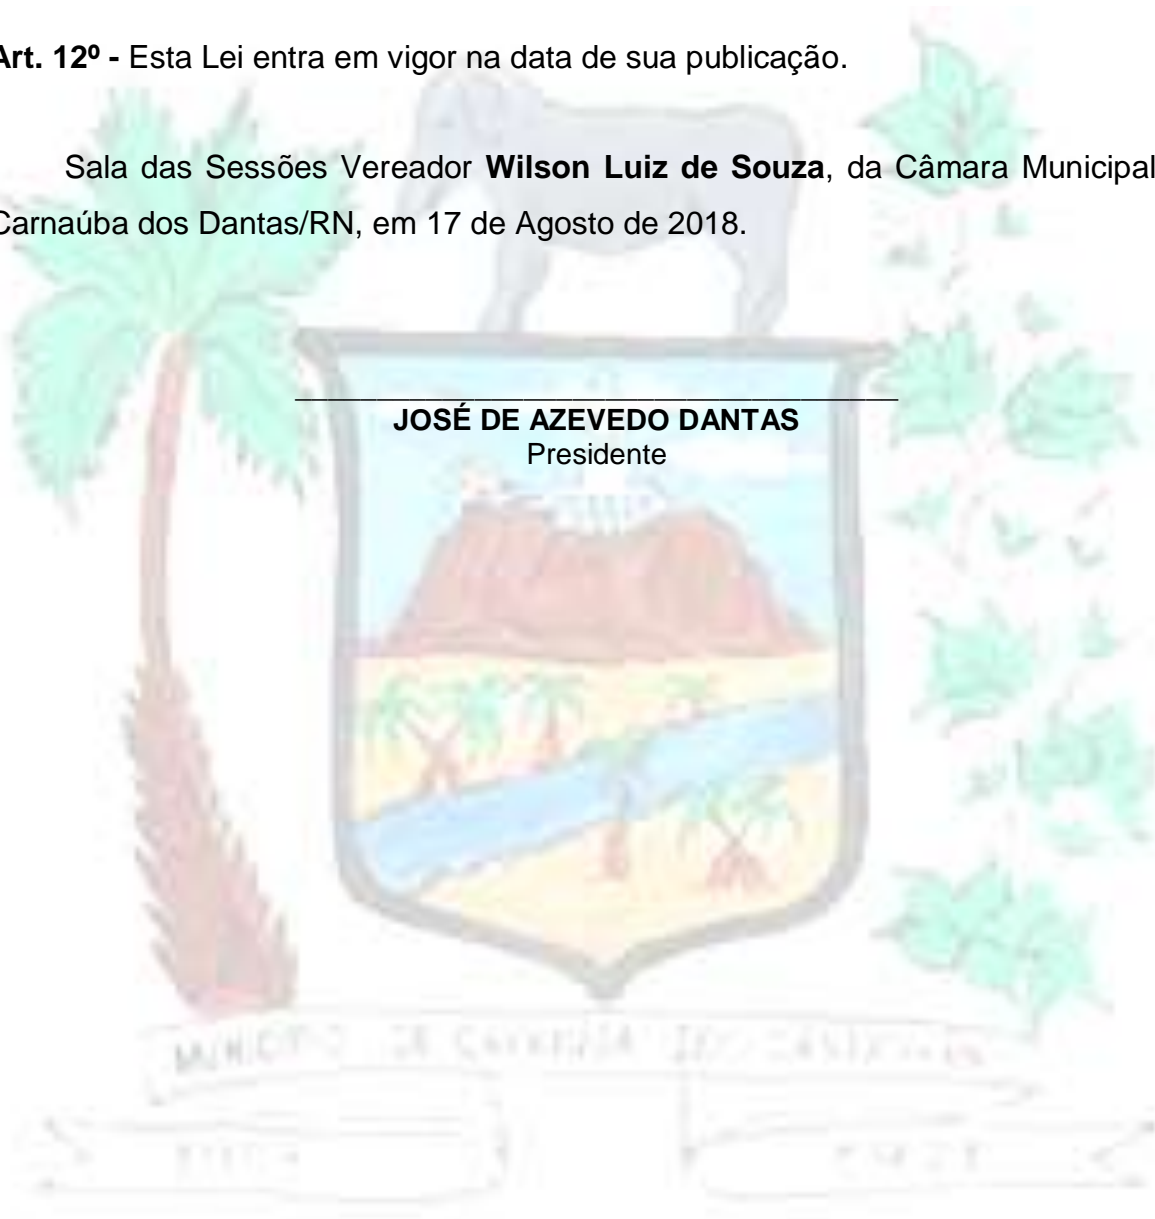 Art. 12º - Esta Lei entra em vigor na data de sua publicação.
Sala das Sessões Vereador Wilson Luiz de Souza, da Câmara Municipal
Carnaúba dos Dantas/RN, em 17 de Agosto de 2018.
JOSÉ DE AZEVEDO DANTAS
Presidente